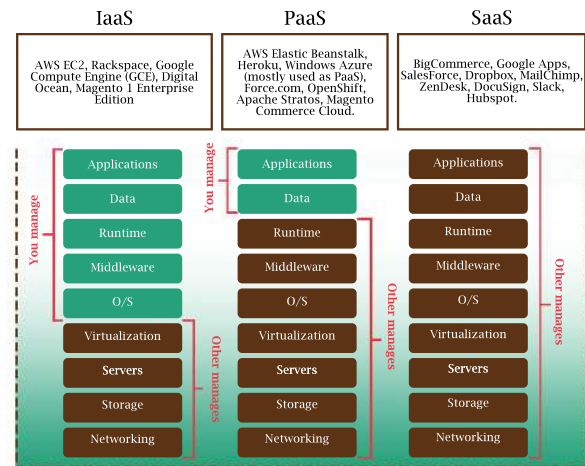 IaaS
AWS EC2, Rackspace, Google
Compute Engine (GCE), Digital
Ocean, Magento 1 Enterprise
Edition
You manage
Applications
Data
Runtime
Middleware
O/S
Virtualization
Servers
Storage
Networking
Other manages
PaaS
AWS Elastic Beanstalk,
Heroku, Windows Azure
(mostly used as PaaS),
Force.com, OpenShift,
Apache Stratos, Magento
Commerce Cloud.
You manage
Applications
Data
Runtime
Middleware
O/S
Virtualization
Servers
Storage
Networking
Other manages
SaaS
BigCommerce, Google Apps,
SalesForce, Dropbox, MailChimp,
ZenDesk, DocuSign, Slack,
Hubspot.
Applications
Data
Runtime
Middleware
O/S
Virtualization
Servers
Storage
Networking
Other manages